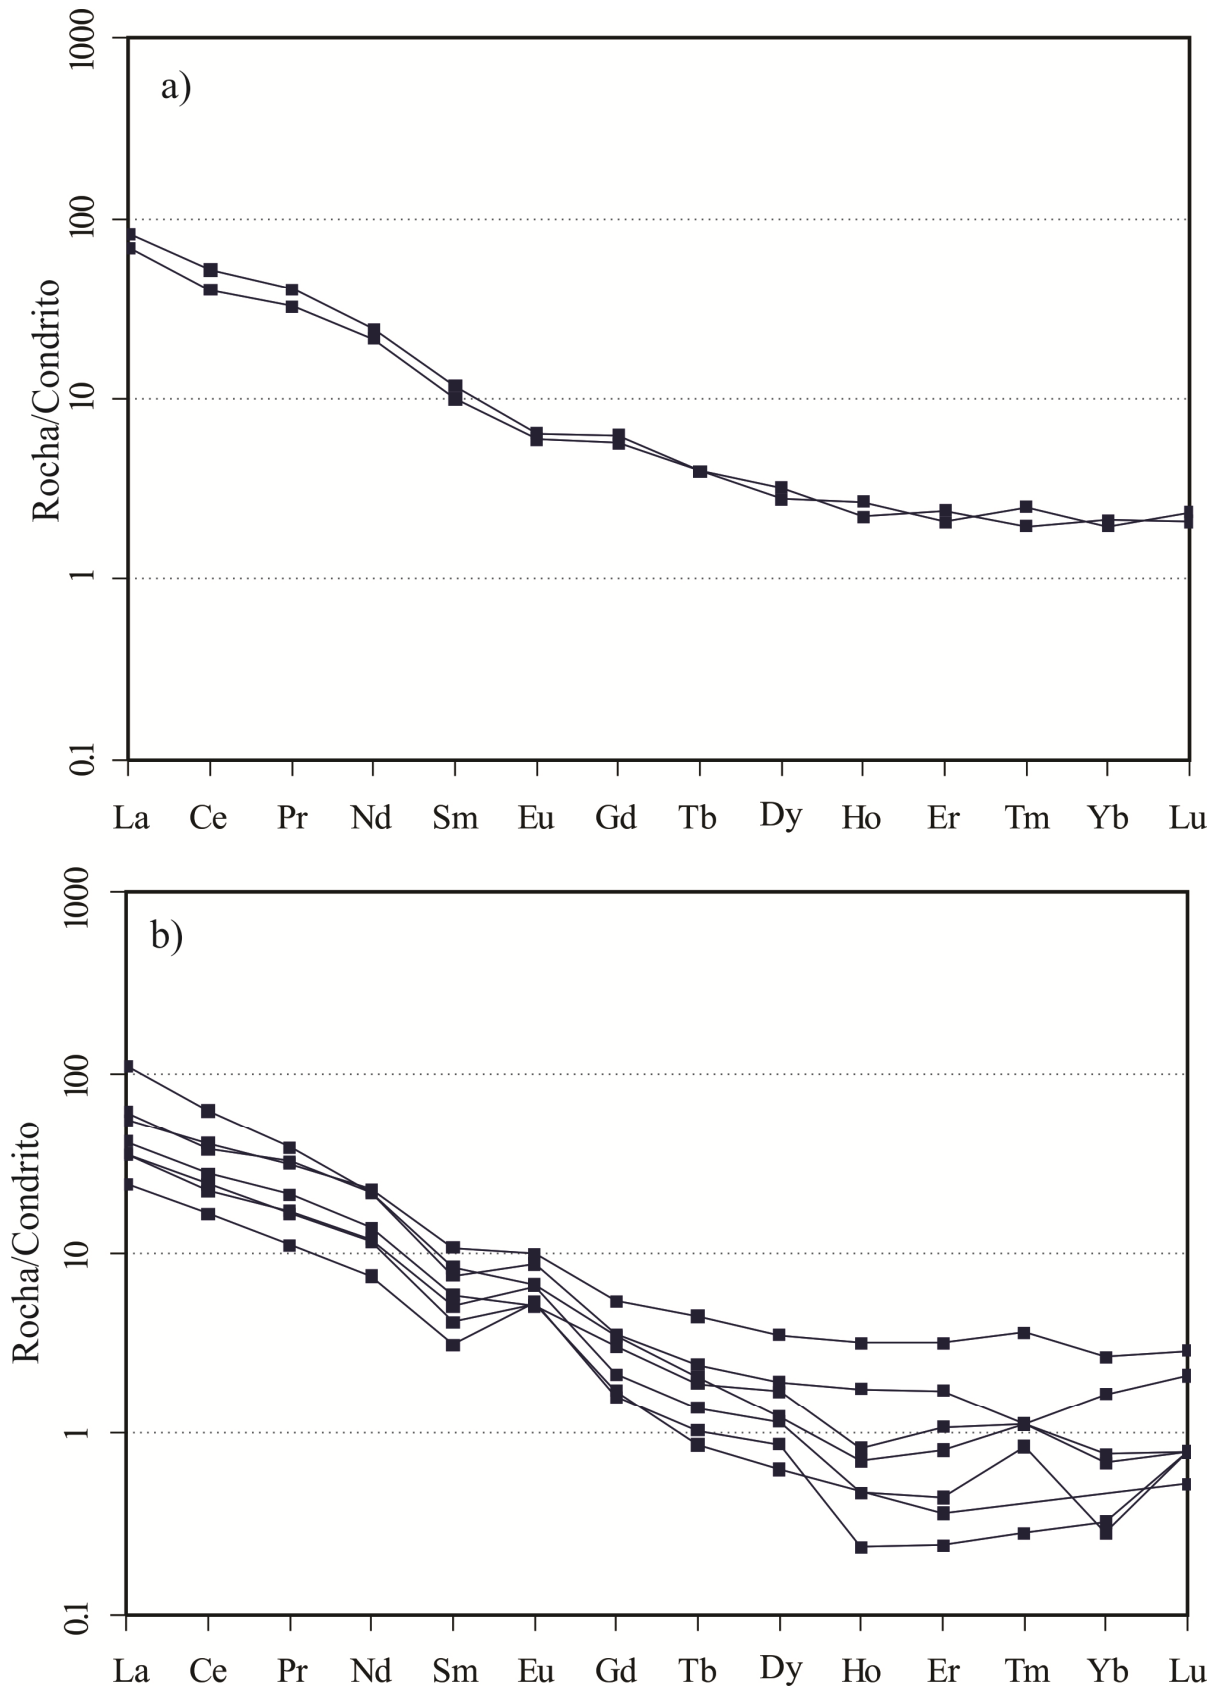 a)
1000
100
10
1
0.1
Rocha/Condrito
La Ce Pr Nd Sm Eu Gd Tb Dy Ho Er Tm Yb Lu
b)
1000
100
10
1
0.1
Rocha/Condrito
La Ce Pr Nd Sm Eu Gd Tb Dy Ho Er Tm Yb Lu